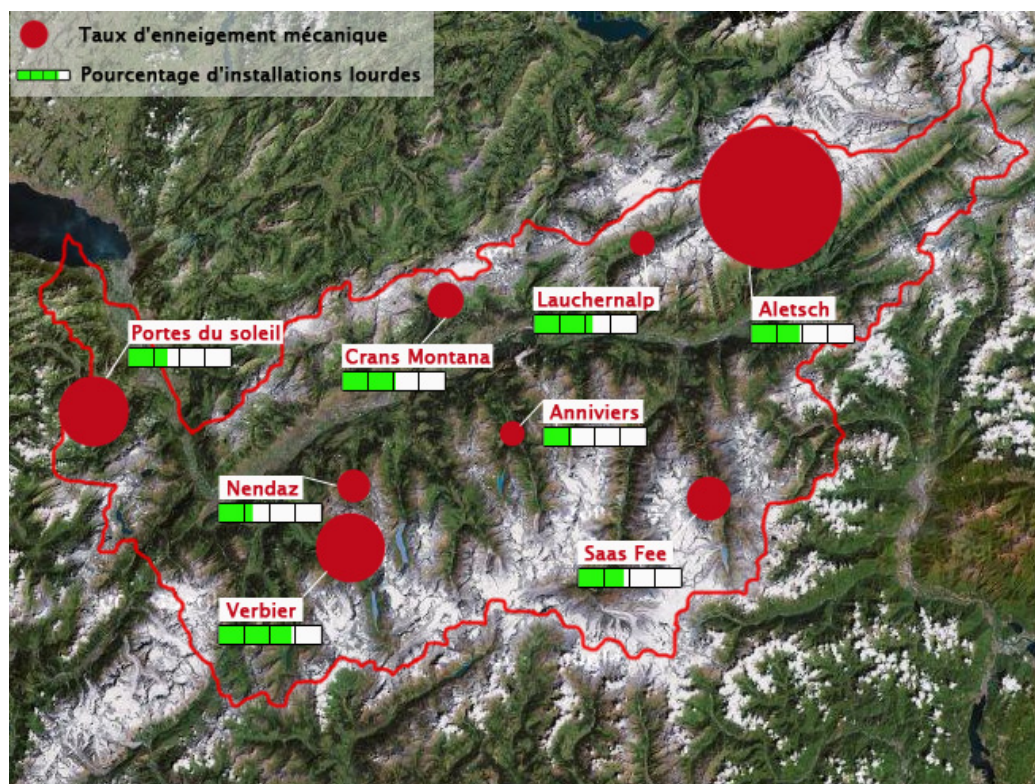 Taux d'enneigement mécanique
Pourcentage d'installations lourdes
Lauchernalp
Aletsch
Portes du soleil
Crans Montana
Anniviers
Nendaz
Saas Fee
Verbier